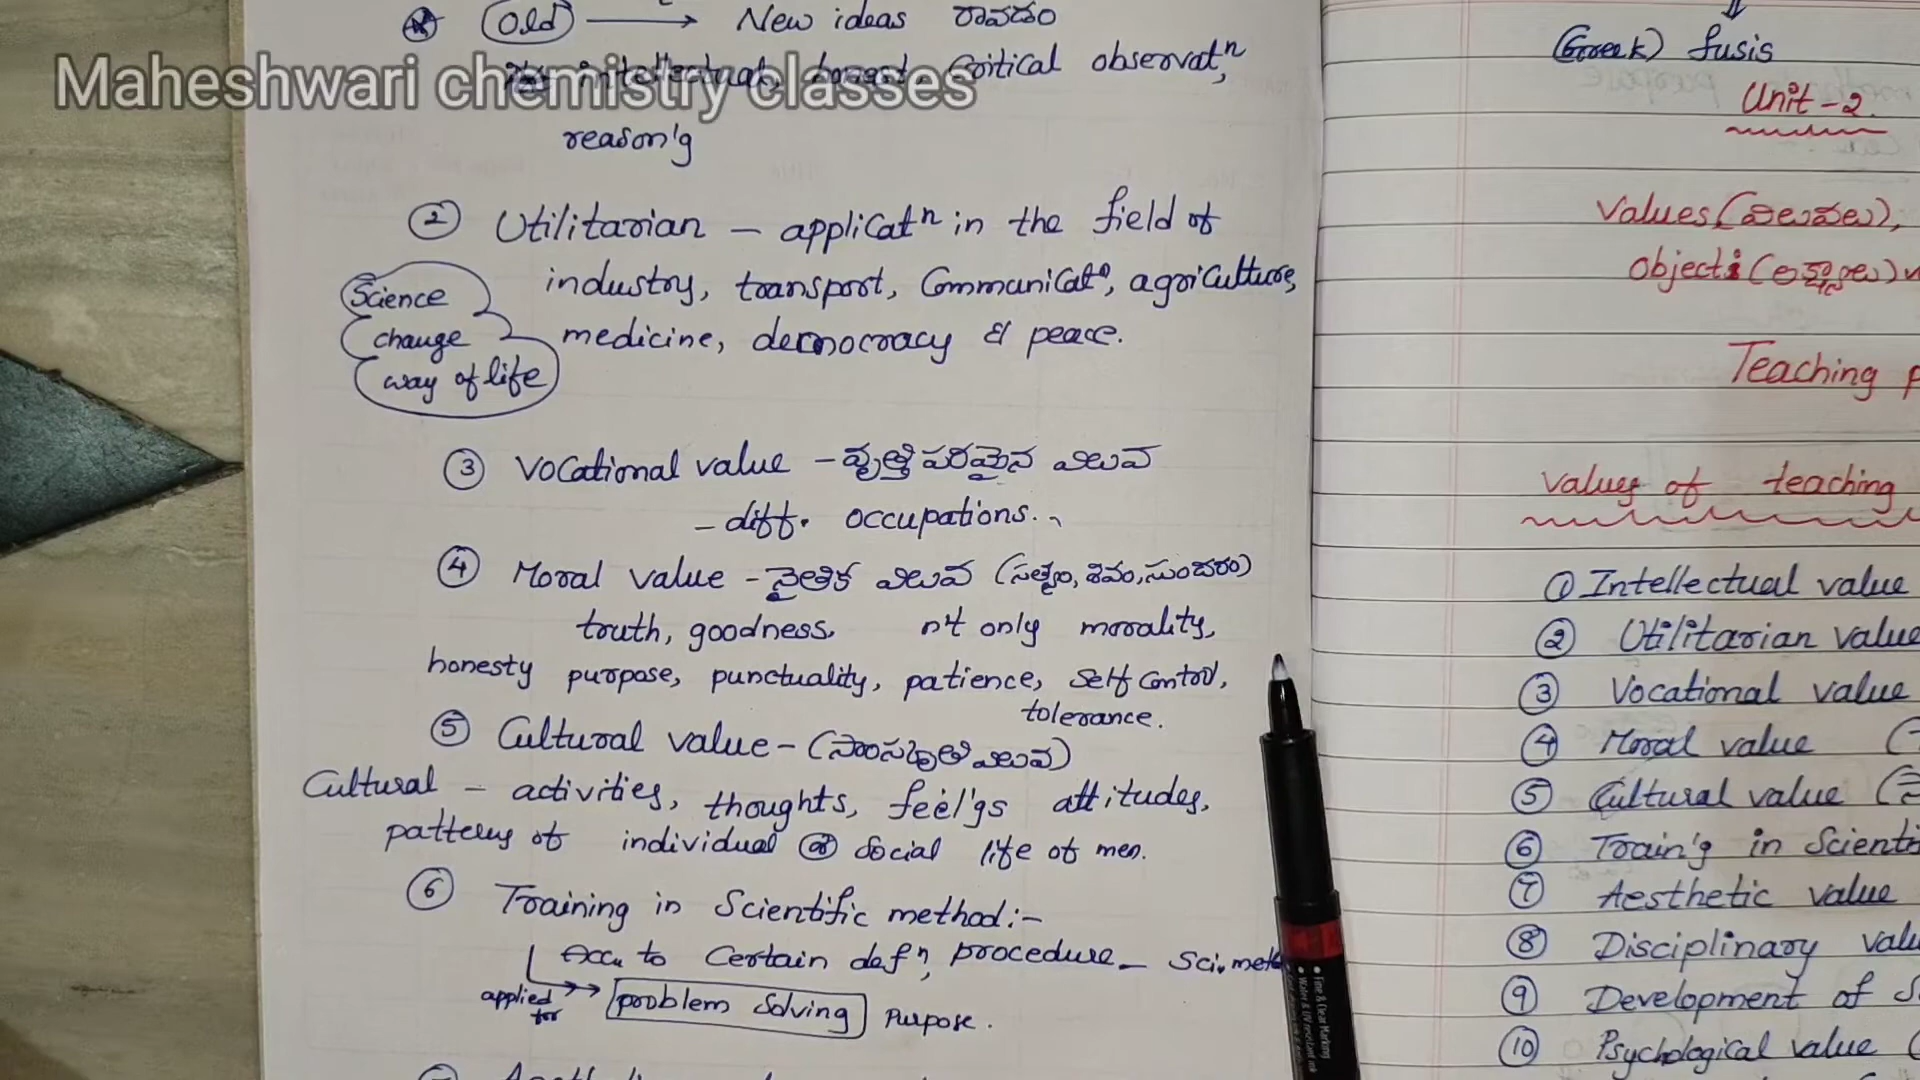 Maheshwari chemistry classes
Old → New ideas రావడం
intellectual, honest, Critical observatn,
reason'g
② Utilitarian – applicatn in the field of
industry, transport, Communicatn, agriculture,
medicine, democracy & peace.
Science
change
way of life
③ Vocational value – వృత్తిపరమైన విలువ
– diff. occupations..
④ Moral value – నైతిక విలువ (సత్యం, శివం, సుందరం)
truth, goodness. n't only morality,
honesty purpose, punctuality, patience, Self Control,
tolerance.
⑤ Cultural value – (సాంస్కృతిక విలువ)
Cultural – activities, thoughts, feel'gs attitudes,
patterns of individual or Social life of men.
⑥ Training in Scientific method:–
Accu to Certain defn, procedure – Sci. met
applied for →→ problem Solving purpose.
(Greek) fusis
Unit – 2.
Values (విలువలు),
Teaching p
Values of teaching
① Intellectual value
② Utilitarian value
③ Vocational value
④ Moral value (
⑤ Cultural value (
⑥ Train'g in Scienti
⑦ Aesthetic value
⑧ Disciplinary valu
⑨ Development of S
⑩ Psychological value (